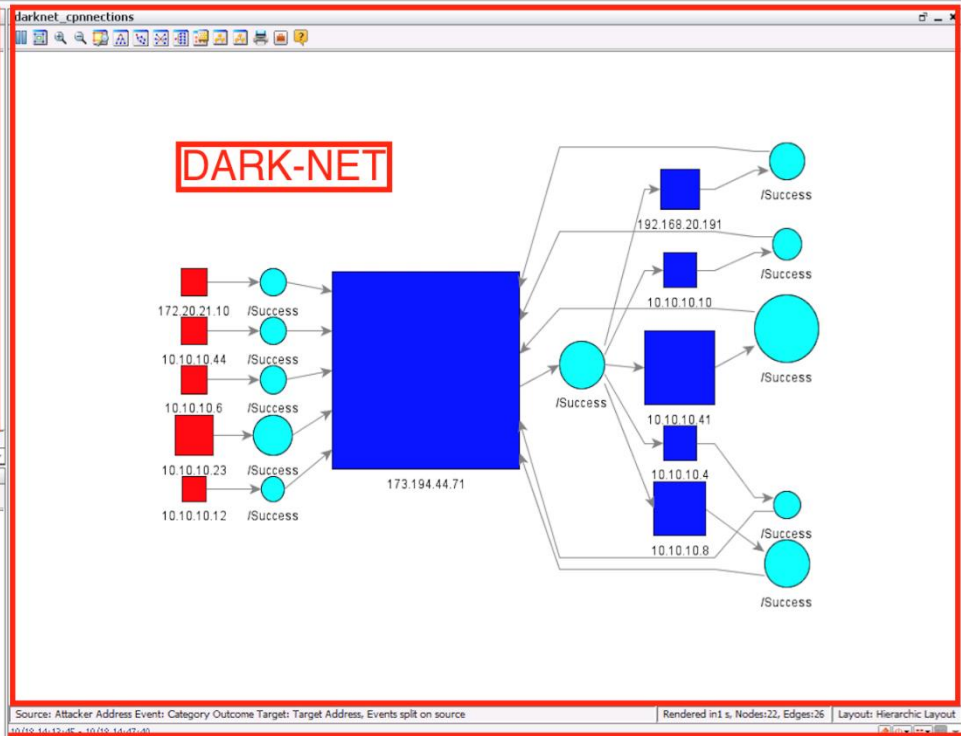 darknet_cpnnections
DARK-NET
/Success
192.168.20.191
/Success
10.10.10.10
172.20.21.10 /Success
10.10.10.44 /Success
/Success
10.10.10.6 /Success
/Success
10.10.10.41
10.10.10.23 /Success
10.10.10.4
173.194.44.71
10.10.10.12 /Success
/Success
10.10.10.8
/Success
Source: Attacker Address Event: Category Outcome Target: Target Address, Events split on source
Rendered in1 s, Nodes:22, Edges:26
Layout: Hierarchic Layout